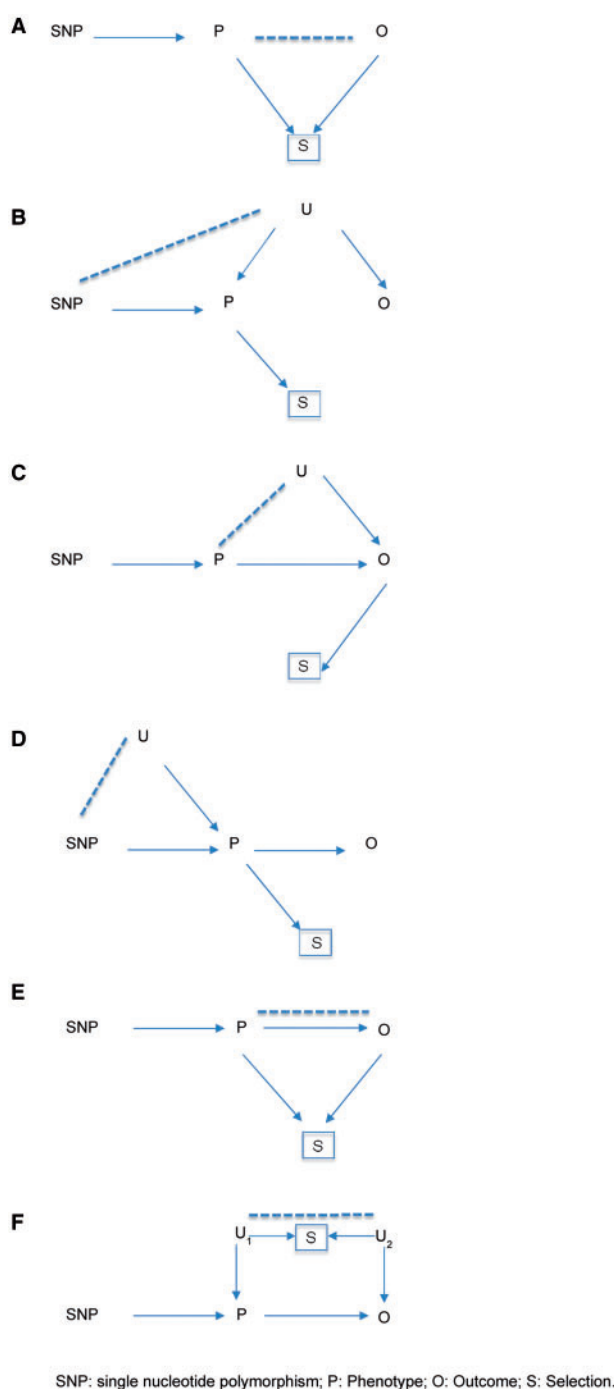 A
SNP P O
S
B
U
SNP P O
S
C
U
SNP P O
S
D
U
SNP P O
S
E
SNP P O
S
F
U1 S U2
SNP P O
SNP: single nucleotide polymorphism; P: Phenotype; O: Outcome; S: Selection.